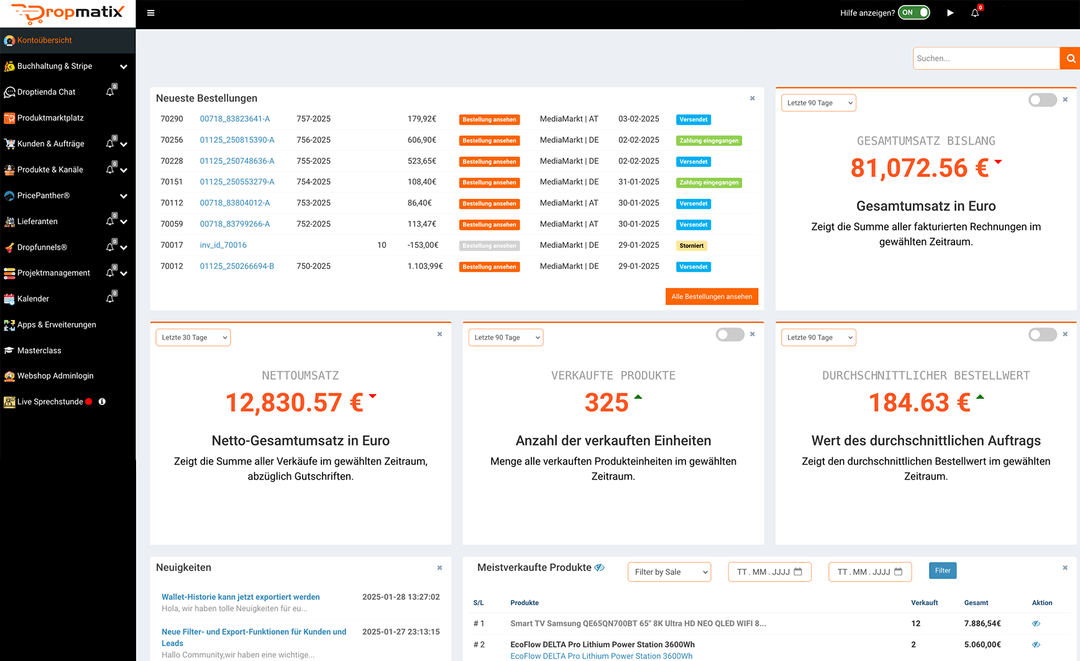 Dropmatix
Hilfe anzeigen? ON 0
Kontoübersicht
Buchhaltung & Stripe
Droptienda Chat 0
Produktmarktplatz
Kunden & Aufträge 0
Produkte & Kanäle 0
PricePanther®
Lieferanten 0
Dropfunnels® 0
Projektmanagement 0
Kalender 0
Apps & Erweiterungen
Masterclass
Webshop Adminlogin
Live Sprechstunde
Suchen...
Neueste Bestellungen
70290 00718_83823641-A 757-2025 179,92€ Bestellung ansehen MediaMarkt | AT 03-02-2025 Versendet
70256 01125_250815390-A 756-2025 606,90€ Bestellung ansehen MediaMarkt | DE 02-02-2025 Zahlung eingegangen
70228 01125_250748636-A 755-2025 523,65€ Bestellung ansehen MediaMarkt | DE 02-02-2025 Versendet
70151 01125_250553279-A 754-2025 108,40€ Bestellung ansehen MediaMarkt | DE 31-01-2025 Zahlung eingegangen
70112 00718_83804012-A 753-2025 86,40€ Bestellung ansehen MediaMarkt | AT 30-01-2025 Versendet
70059 00718_83799266-A 752-2025 113,47€ Bestellung ansehen MediaMarkt | AT 30-01-2025 Versendet
70017 inv_id_70016 10 -153,00€ Bestellung ansehen MediaMarkt | DE 29-01-2025 Storniert
70012 01125_250266694-B 750-2025 1.103,99€ Bestellung ansehen MediaMarkt | DE 29-01-2025 Versendet
Alle Bestellungen ansehen
Letzte 90 Tage
GESAMTUMSATZ BISLANG
81,072.56 €
Gesamtumsatz in Euro
Zeigt die Summe aller fakturierten Rechnungen im
gewählten Zeitraum.
Letzte 30 Tage
NETTOUMSATZ
12,830.57 €
Netto-Gesamtumsatz in Euro
Zeigt die Summe aller Verkäufe im gewählten Zeitraum,
abzüglich Gutschriften.
Letzte 90 Tage
VERKAUFTE PRODUKTE
325
Anzahl der verkauften Einheiten
Menge alle verkauften Produkteinheiten im gewählten
Zeitraum.
Letzte 90 Tage
DURCHSCHNITTLICHER BESTELLWERT
184.63 €
Wert des durchschnittlichen Auftrags
Zeigt den durchschnittlichen Bestellwert im gewählten
Zeitraum.
Neuigkeiten
Wallet-Historie kann jetzt exportiert werden 2025-01-28 13:27:02
Hola, wir haben tolle Neuigkeiten für eu...
Neue Filter- und Export-Funktionen für Kunden und 2025-01-27 23:13:15
Leads
Hallo Community,wir haben eine wichtige...
Meistverkaufte Produkte Filter by Sale TT . MM . JJJJ TT . MM . JJJJ Filter
S/L Produkte Verkauft Gesamt Aktion
# 1 Smart TV Samsung QE65QN700BT 65" 8K Ultra HD NEO QLED WIFI 8... 12 7.886,54€
# 2 EcoFlow DELTA Pro Lithium Power Station 3600Wh 2 5.060,00€
EcoFlow DELTA Pro Lithium Power Station 3600Wh